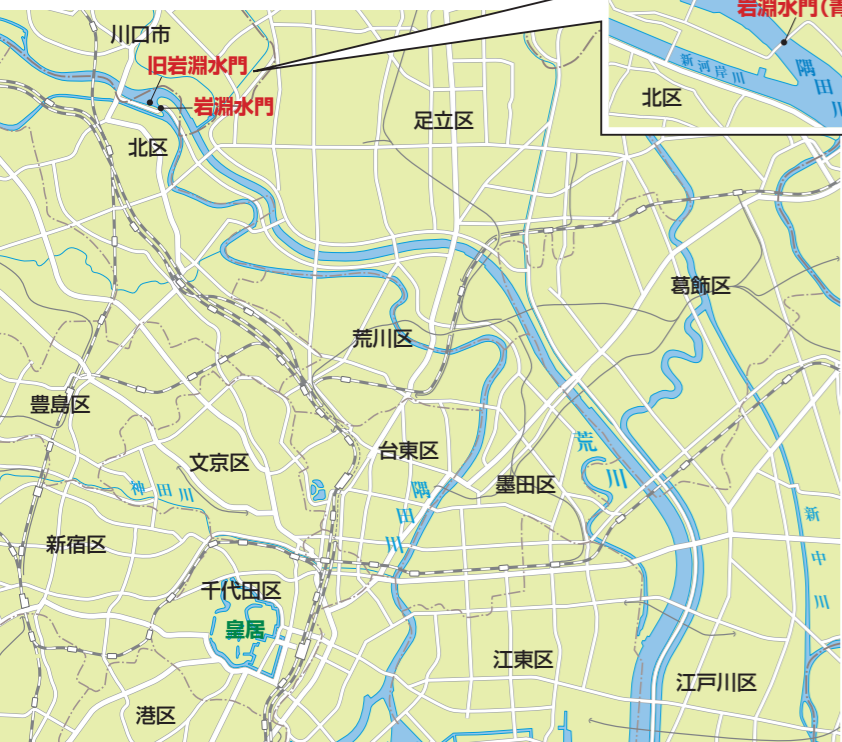 岩淵水門（青
川口市
旧岩淵水門
新河岸川
隅田川
岩淵水門
北区
足立区
北区
葛飾区
荒川区
豊島区
荒川
台東区
文京区
墨田区
神田川
隅田川
新中川
新宿区
千代田区
皇居
江東区
江戸川区
港区